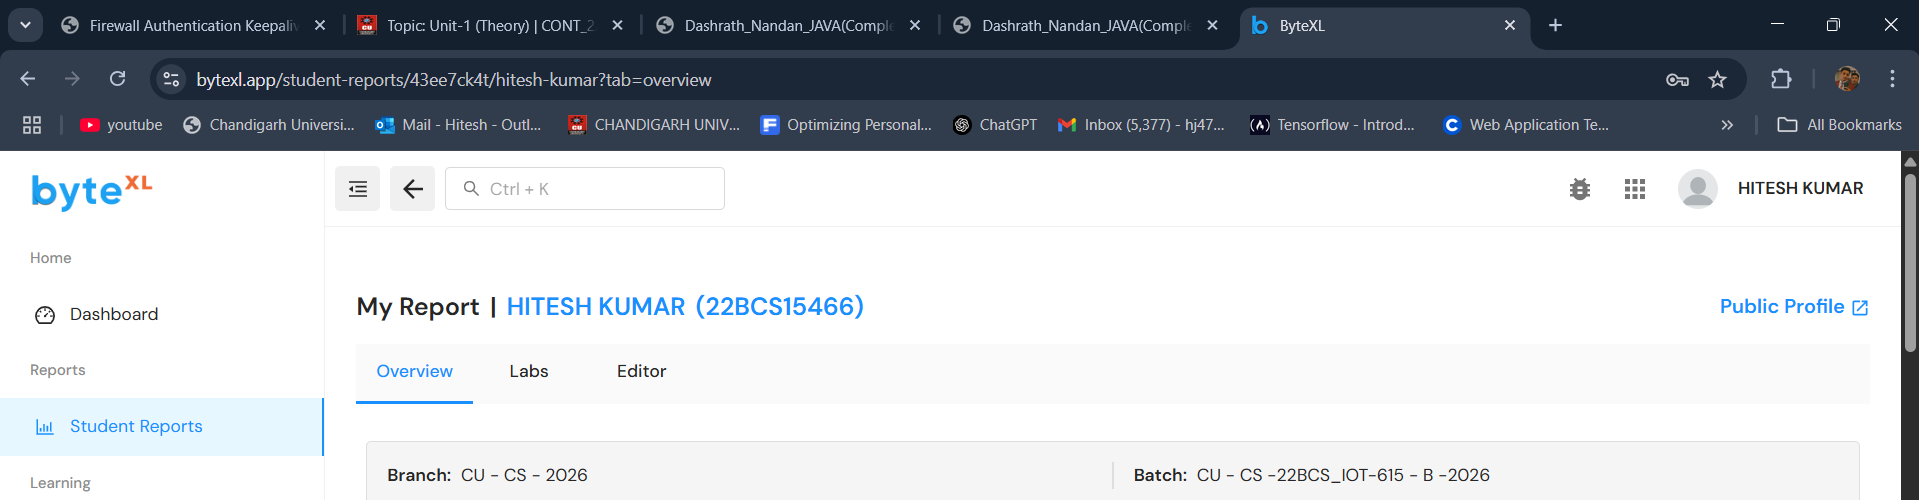 Firewall Authentication Keepaliv
Topic: Unit-1 (Theory) | CONT_2
Dashrath_Nandan_JAVA(Comple
Dashrath_Nandan_JAVA(Comple
ByteXL
bytexl.app/student-reports/43ee7ck4t/hitesh-kumar?tab=overview
youtube
Chandigarh Universi...
Mail - Hitesh - Outl...
CHANDIGARH UNIV...
Optimizing Personal...
ChatGPT
Inbox (5,377) - hj47...
Tensorflow - Introd...
Web Application Te...
All Bookmarks
byteXL
Ctrl + K
HITESH KUMAR
Home
Dashboard
Reports
Student Reports
Learning
My Report | HITESH KUMAR (22BCS15466)
Public Profile
Overview
Labs
Editor
Branch: CU - CS - 2026
Batch: CU - CS -22BCS_IOT-615 - B -2026